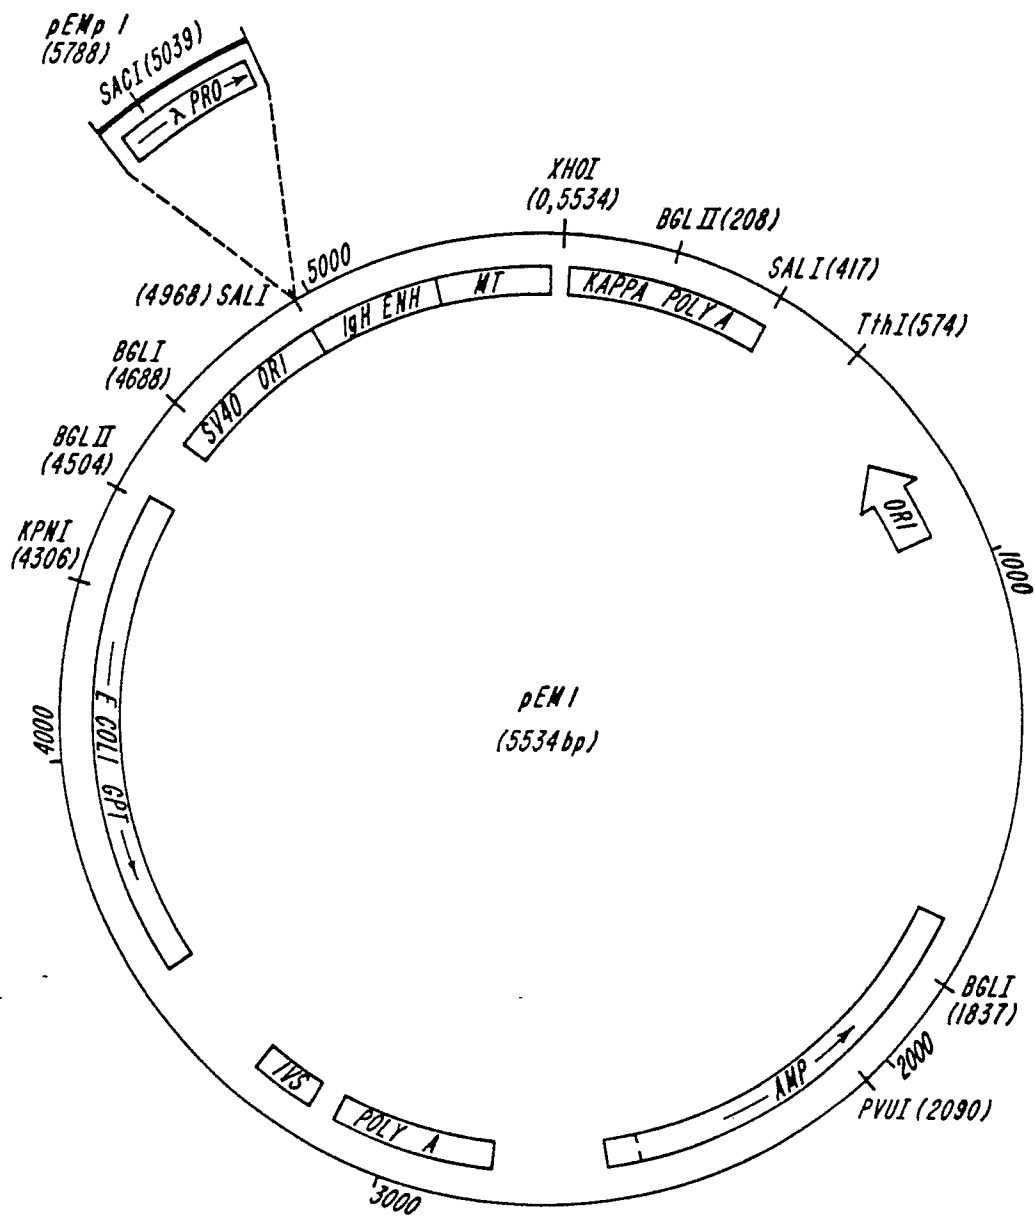 pEMp 1
(5788)
SACI (5039)
λ PRO
XHOI
(0,5534)
BGL II (208)
SALI (417)
TthI (574)
5000
(4968) SALI
MT
IgH ENH
SV40 ORI
KAPPA POLY A
BGLI
(4688)
BGL II
(4504)
KPNI
(4306)
ORI
1000
pEM1
(5534bp)
4000
E COLI GPT
BGLI
(1837)
2000
PVUI (2090)
AMP
IVS
POLY A
3000